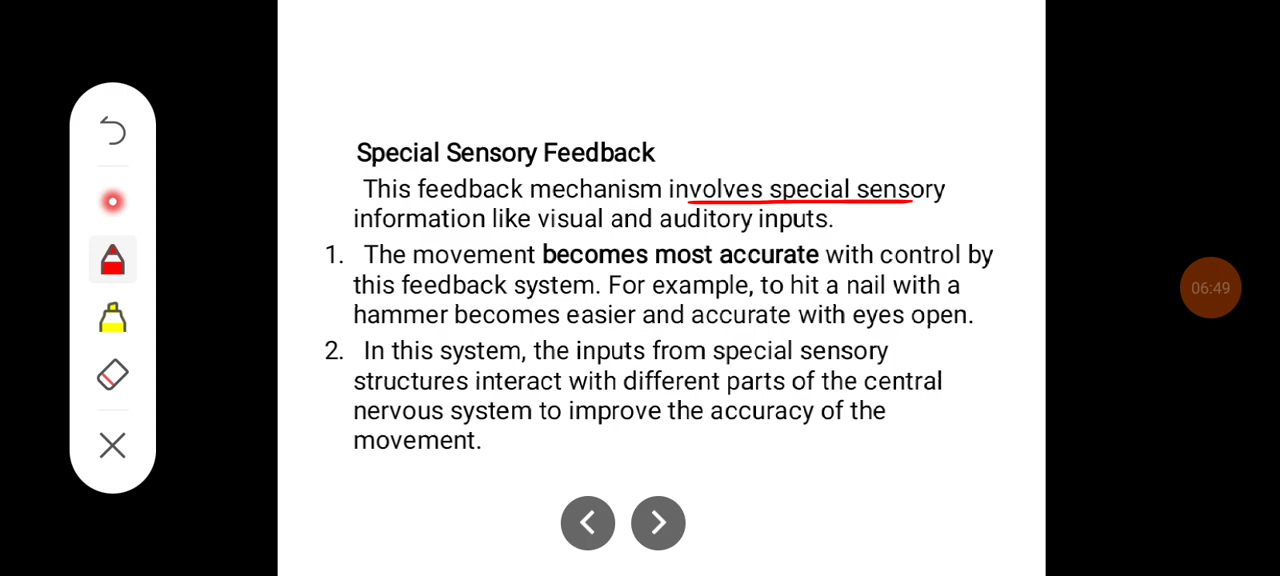 Special Sensory Feedback
This feedback mechanism involves special sensory
information like visual and auditory inputs.
1. The movement becomes most accurate with control by
this feedback system. For example, to hit a nail with a
hammer becomes easier and accurate with eyes open.
2. In this system, the inputs from special sensory
structures interact with different parts of the central
nervous system to improve the accuracy of the
movement.
06:49